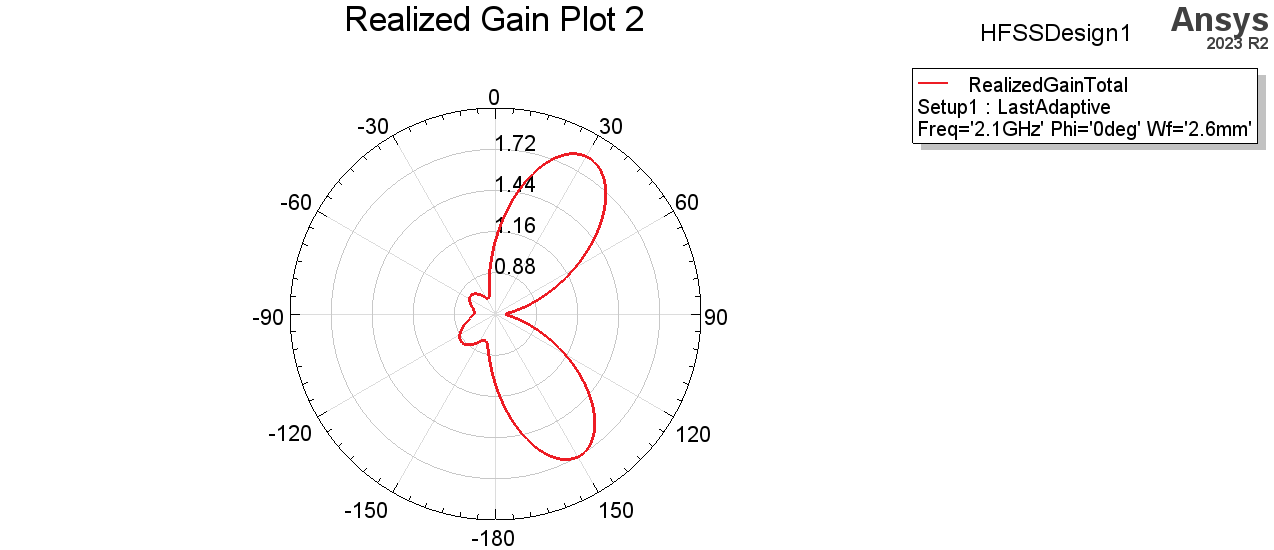 Realized Gain Plot 2
HFSSDesign1
Ansys
2023 R2
RealizedGainTotal
Setup1 : LastAdaptive
Freq='2.1GHz' Phi='0deg' Wf='2.6mm'
0
-30
30
1.72
-60
1.44
60
1.16
0.88
-90
90
-120
120
-150
150
-180